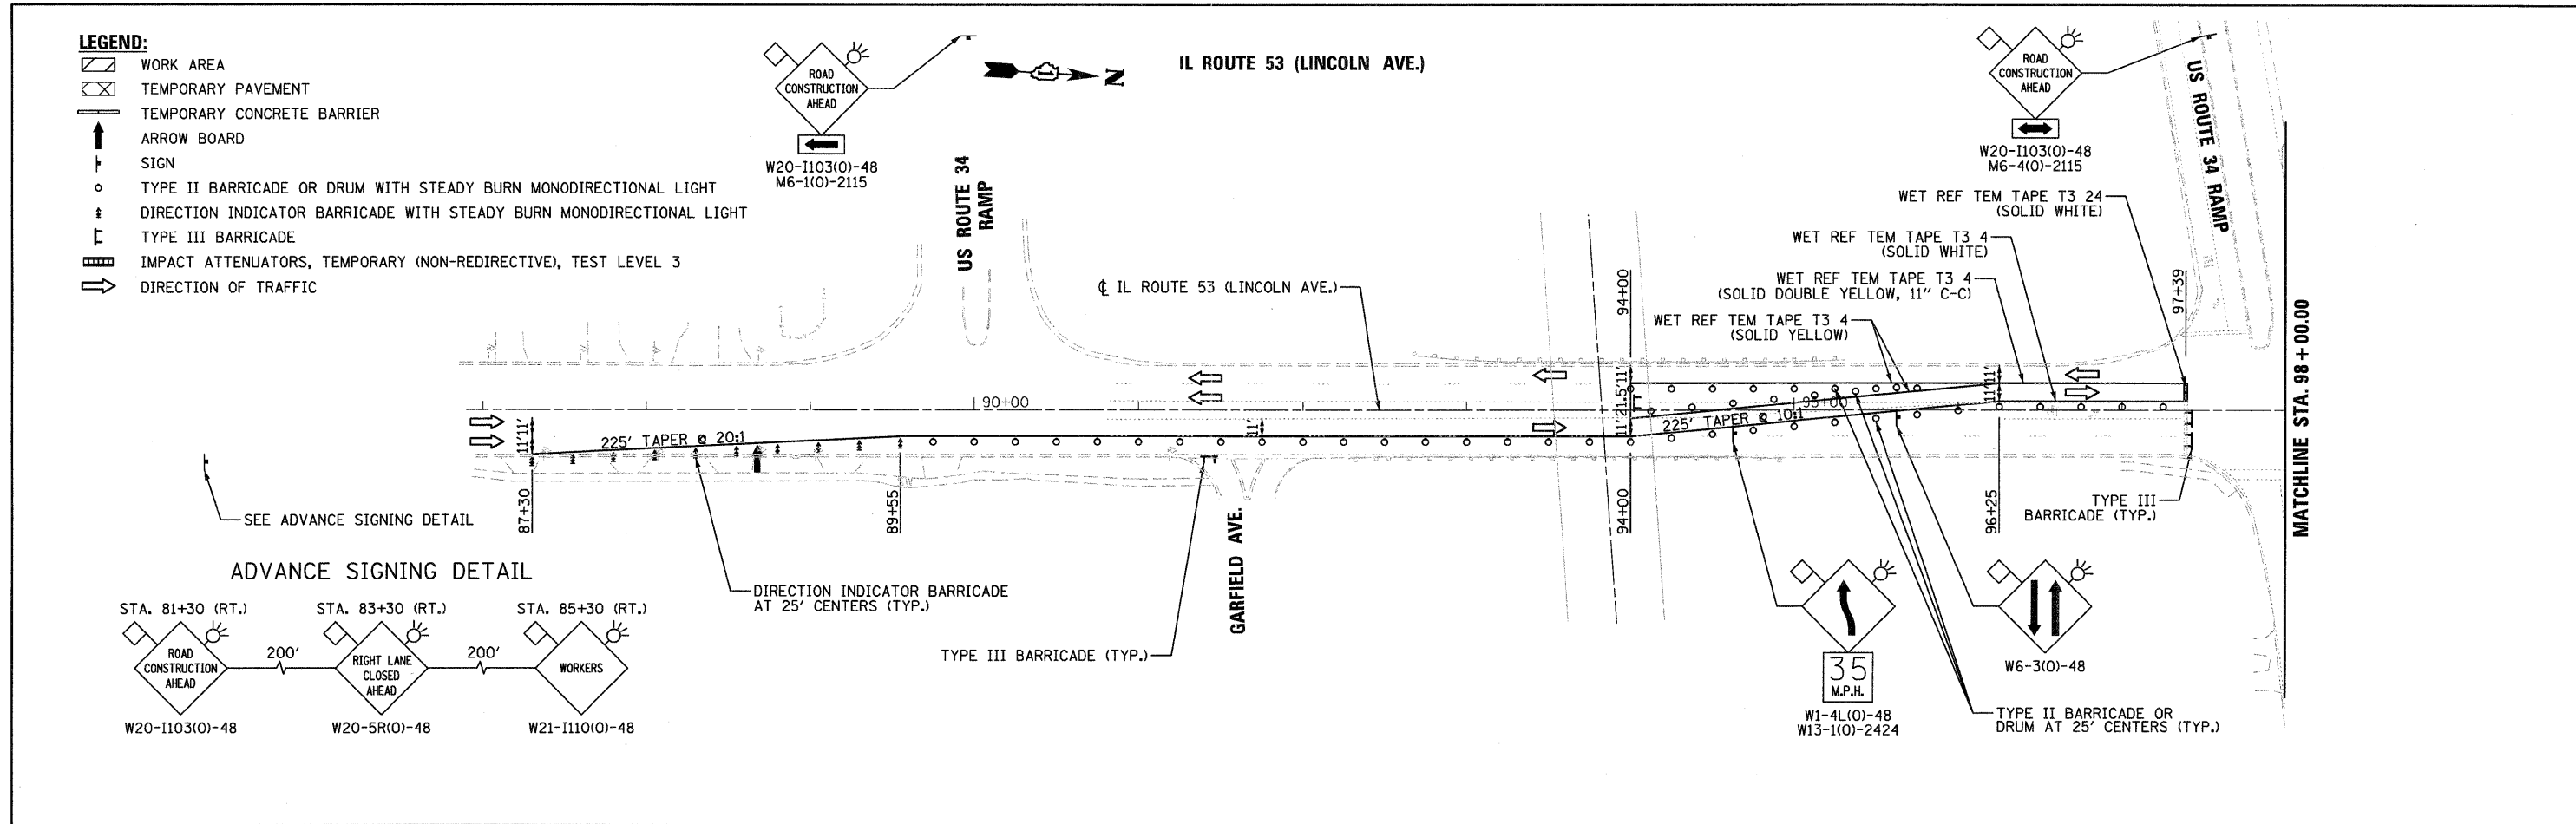 LEGEND:
WORK AREA
TEMPORARY PAVEMENT
TEMPORARY CONCRETE BARRIER
ARROW BOARD
SIGN
TYPE II BARRICADE OR DRUM WITH STEADY BURN MONODIRECTIONAL LIGHT
DIRECTION INDICATOR BARRICADE WITH STEADY BURN MONODIRECTIONAL LIGHT
TYPE III BARRICADE
IMPACT ATTENUATORS, TEMPORARY (NON-REDIRECTIVE), TEST LEVEL 3
DIRECTION OF TRAFFIC
ROAD
CONSTRUCTION
AHEAD
W20-I103(O)-48
M6-1(O)-2115
N
IL ROUTE 53 (LINCOLN AVE.)
ROAD
CONSTRUCTION
AHEAD
W20-I103(O)-48
M6-4(O)-2115
US ROUTE 34 RAMP
US ROUTE 34
RAMP
WET REF TEM TAPE T3 24
(SOLID WHITE)
WET REF TEM TAPE T3 4
(SOLID WHITE)
WET REF TEM TAPE T3 4
(SOLID DOUBLE YELLOW, 11" C-C)
WET REF TEM TAPE T3 4
(SOLID YELLOW)
℄ IL ROUTE 53 (LINCOLN AVE.)
94+00
97+39
MATCHLINE STA. 98 + 00.00
90+00
95+00
11' 11'
225' TAPER @ 20:1
11'
11' 21.5' 11'
225' TAPER @ 10:1
11' 11'
87+30
89+55
94+00
96+25
SEE ADVANCE SIGNING DETAIL
GARFIELD AVE.
TYPE III
BARRICADE (TYP.)
ADVANCE SIGNING DETAIL
STA. 81+30 (RT.)
STA. 83+30 (RT.)
STA. 85+30 (RT.)
ROAD
CONSTRUCTION
AHEAD
200'
RIGHT LANE
CLOSED
AHEAD
200'
WORKERS
W20-I103(O)-48
W20-5R(O)-48
W21-I110(O)-48
DIRECTION INDICATOR BARRICADE
AT 25' CENTERS (TYP.)
TYPE III BARRICADE (TYP.)
35
M.P.H.
W1-4L(O)-48
W13-1(O)-2424
W6-3(O)-48
TYPE II BARRICADE OR
DRUM AT 25' CENTERS (TYP.)